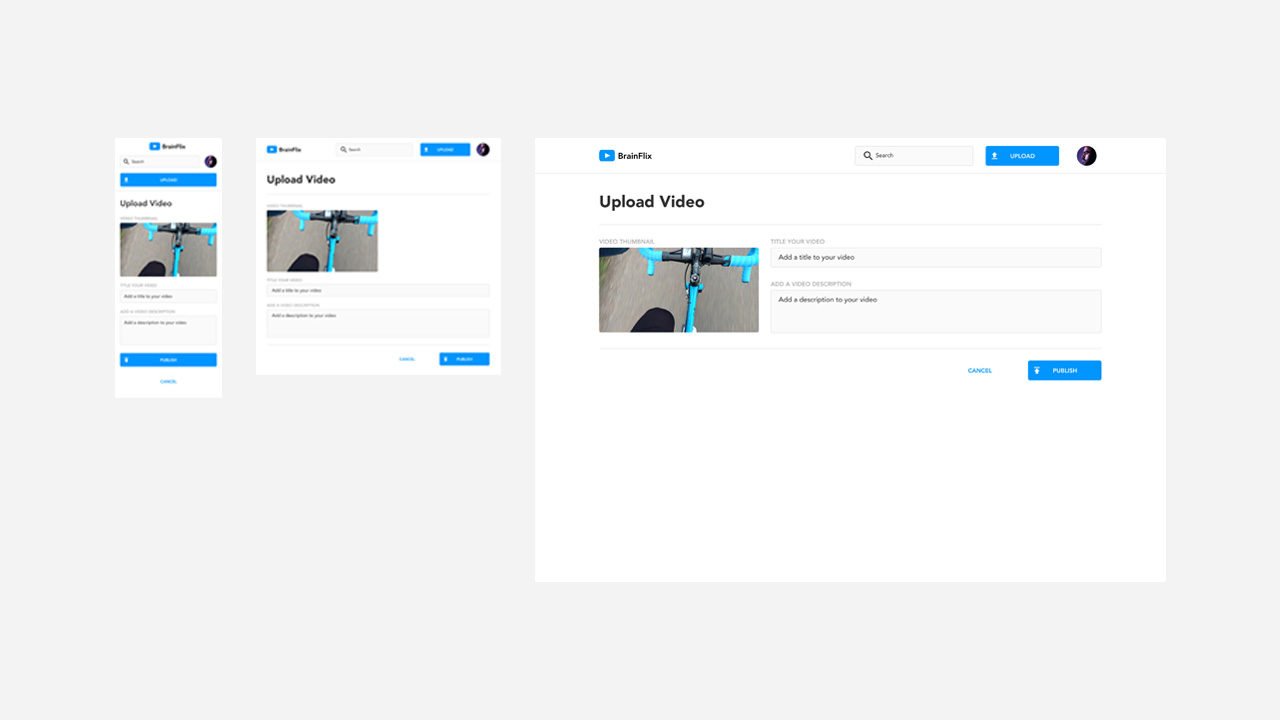 BrainFlix
Search
UPLOAD
Upload Video
VIDEO THUMBNAIL
TITLE YOUR VIDEO
Add a title to your video
ADD A VIDEO DESCRIPTION
Add a description to your video
PUBLISH
CANCEL
BrainFlix
Search
UPLOAD
Upload Video
VIDEO THUMBNAIL
TITLE YOUR VIDEO
Add a title to your video
ADD A VIDEO DESCRIPTION
Add a description to your video
CANCEL
PUBLISH
BrainFlix
Search
UPLOAD
Upload Video
VIDEO THUMBNAIL
TITLE YOUR VIDEO
Add a title to your video
ADD A VIDEO DESCRIPTION
Add a description to your video
CANCEL
PUBLISH